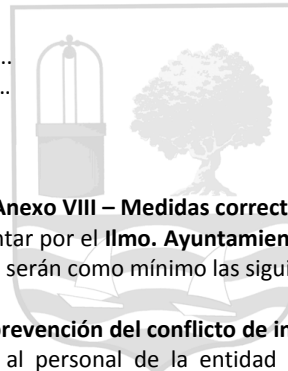 ..
..
Anexo VIII – Medidas correct
ntar por el Ilmo. Ayuntamien
serán como mínimo las sigui
prevención del conflicto de in
al personal de la entidad